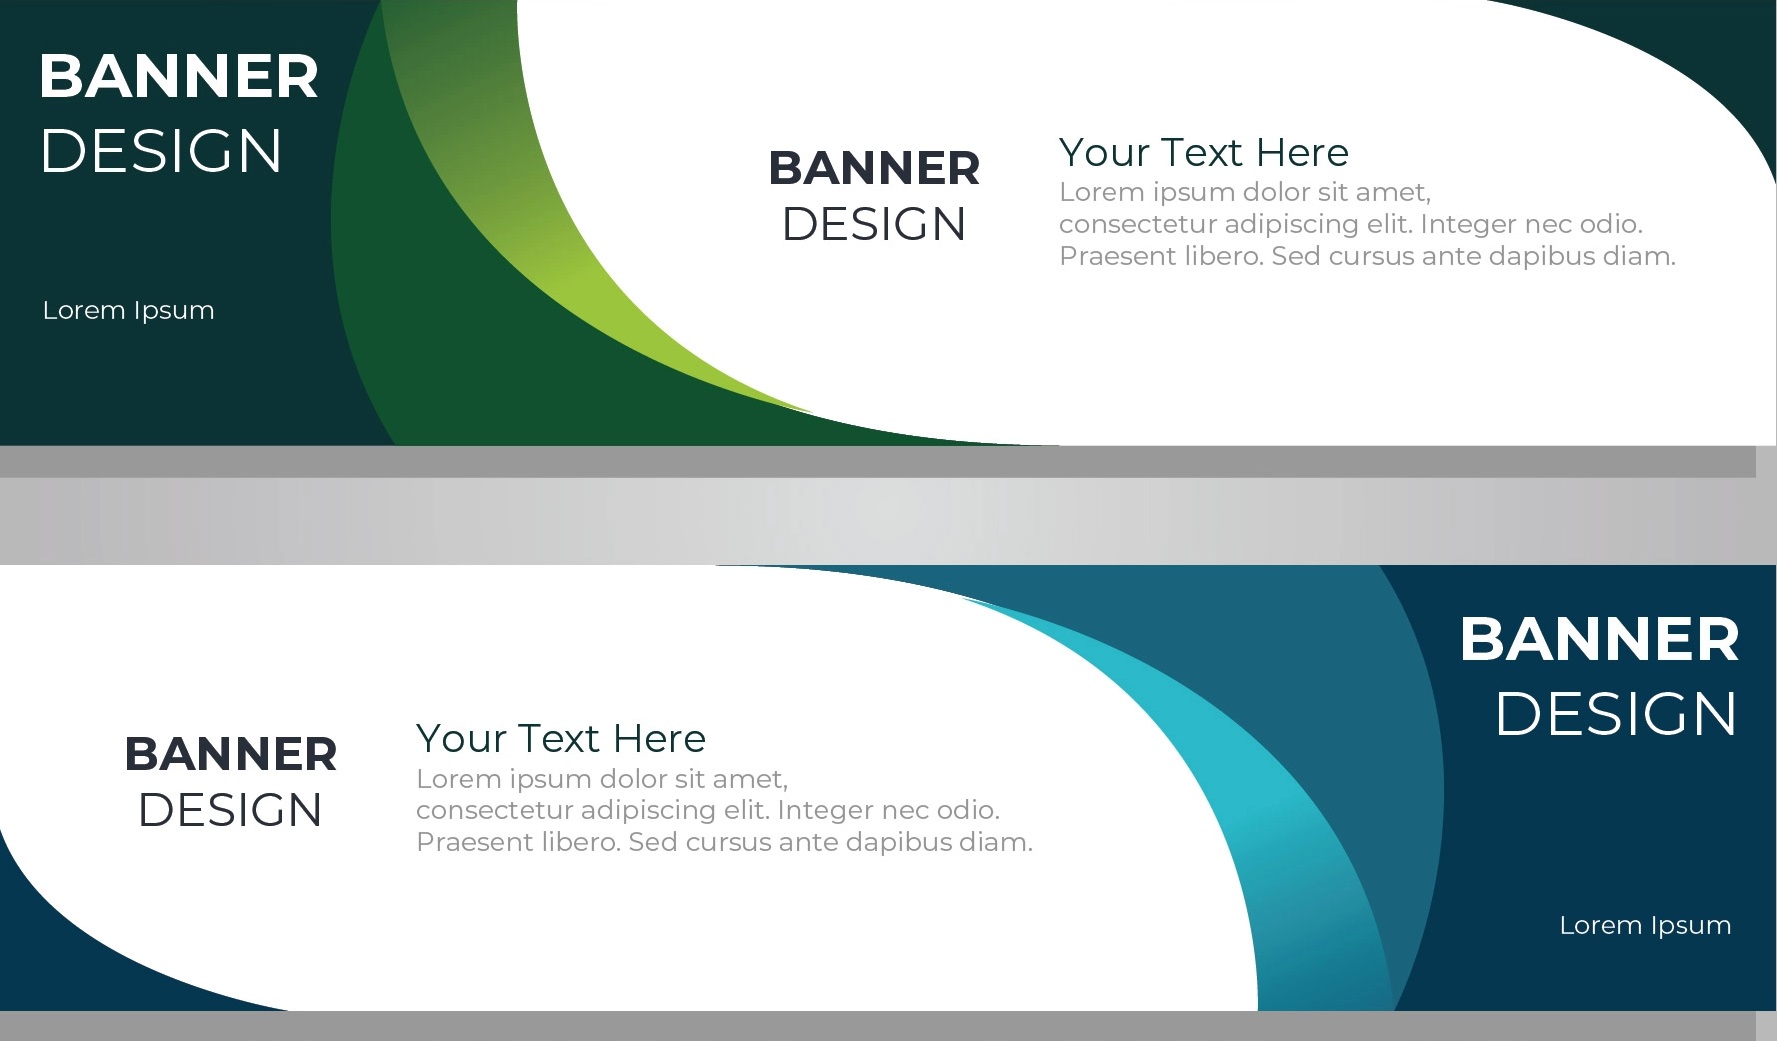 BANNER
DESIGN
Lorem Ipsum
BANNER
DESIGN
Your Text Here
Lorem ipsum dolor sit amet,
consectetur adipiscing elit. Integer nec odio.
Praesent libero. Sed cursus ante dapibus diam.
BANNER
DESIGN
Your Text Here
Lorem ipsum dolor sit amet,
consectetur adipiscing elit. Integer nec odio.
Praesent libero. Sed cursus ante dapibus diam.
BANNER
DESIGN
Lorem Ipsum